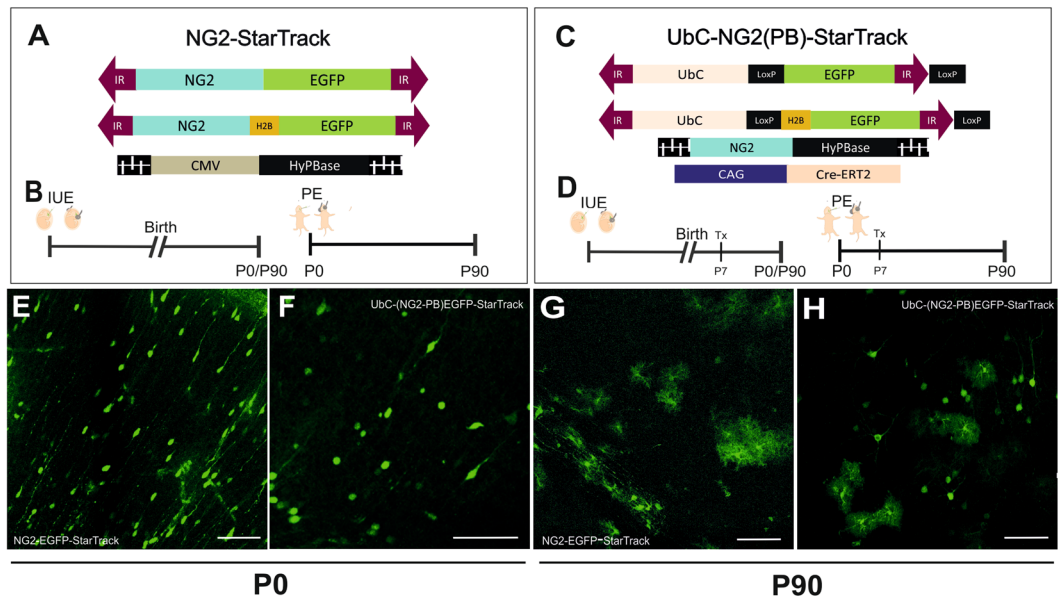 A
NG2-StarTrack
IR NG2 EGFP IR
IR NG2 H2B EGFP IR
CMV HyPBase
B
IUE
Birth
P0/P90
PE
P0
P90
C
UbC-NG2(PB)-StarTrack
IR UbC LoxP EGFP IR LoxP
IR UbC LoxP H2B EGFP IR LoxP
NG2 HyPBase
CAG Cre-ERT2
D
IUE
Birth
Tx
P7
P0/P90
PE
Tx
P0
P7
P90
E
NG2-EGFP-StarTrack
F
UbC-(NG2-PB)EGFP-StarTrack
G
NG2-EGFP-StarTrack
H
UbC-(NG2-PB)EGFP-StarTrack
P0
P90